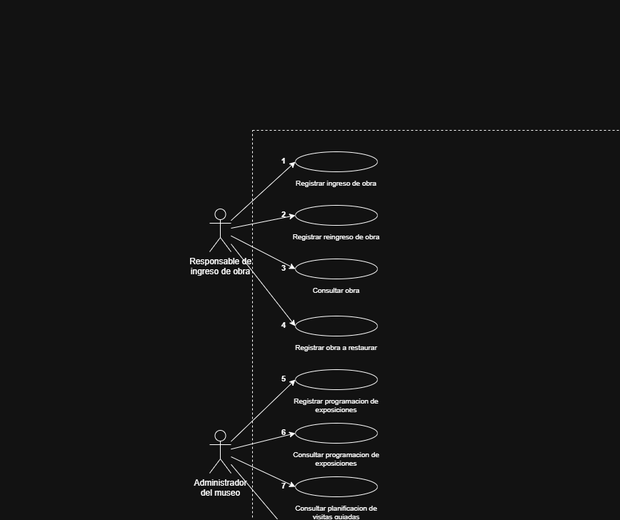 1
Registrar ingreso de obra
2
Registrar reingreso de obra
Responsable de
ingreso de obra
3
Consultar obra
4
Registrar obra a restaurar
5
Registrar programacion de
exposiciones
6
Consultar programacion de
exposiciones
Administrador
del museo
7
Consultar planificacion de
visitas guiadas